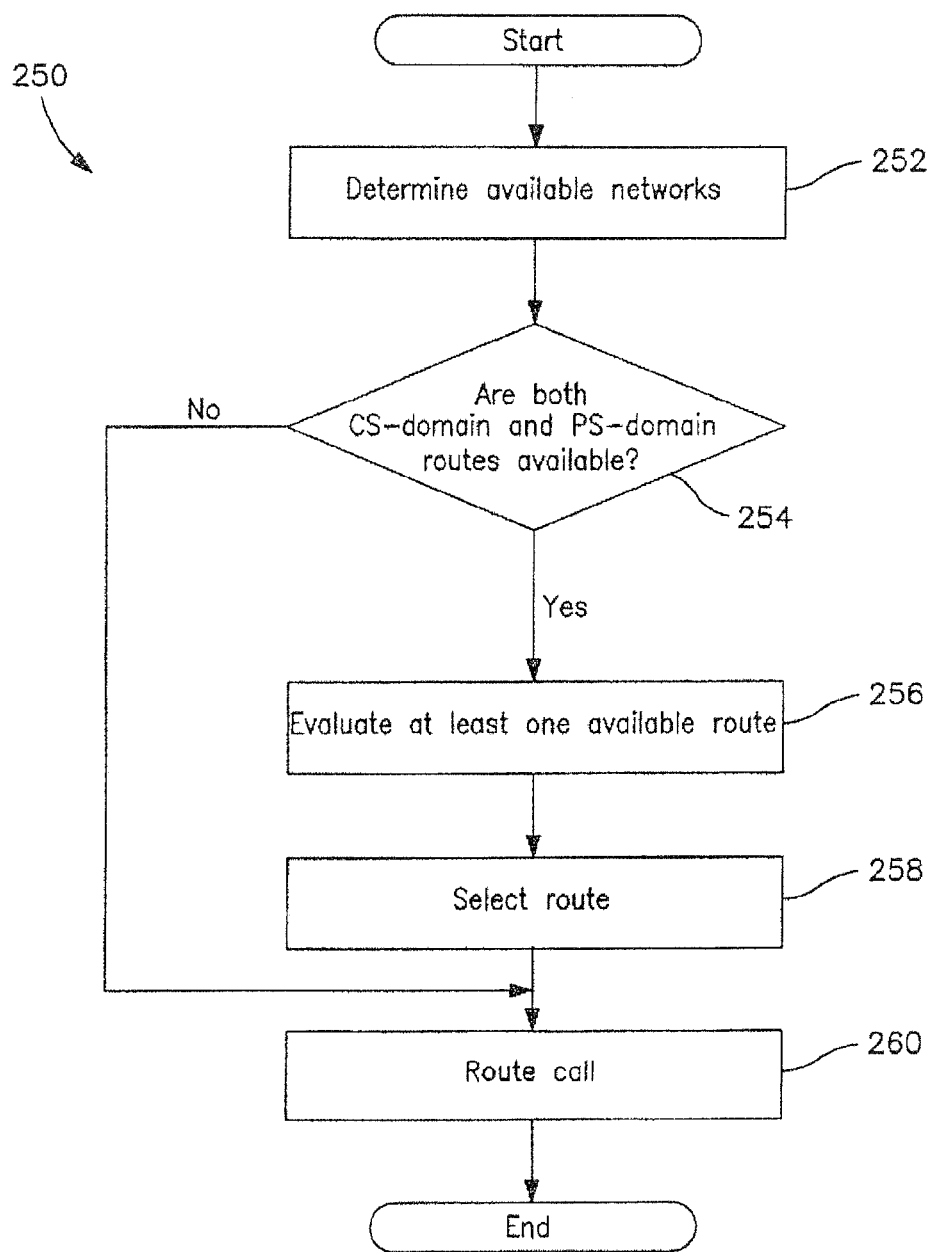 Start
250
252
Determine available networks
Are both
CS-domain and PS-domain
routes available?
No
254
Yes
256
Evaluate at least one available route
258
Select route
260
Route call
End